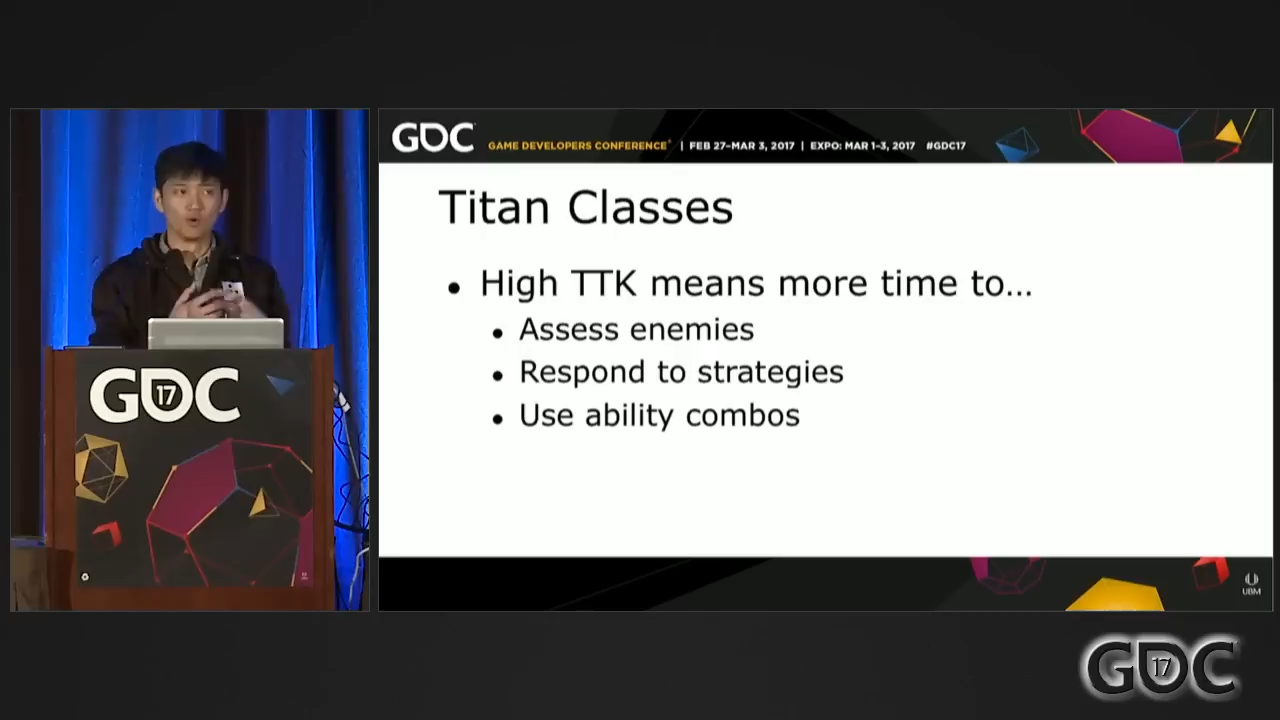 GDC
GAME DEVELOPERS CONFERENCE® | FEB 27–MAR 3, 2017 | EXPO: MAR 1–3, 2017 #GDC17
Titan Classes
• High TTK means more time to...
• Assess enemies
• Respond to strategies
• Use ability combos
GDC
17
UBM
GDC
17